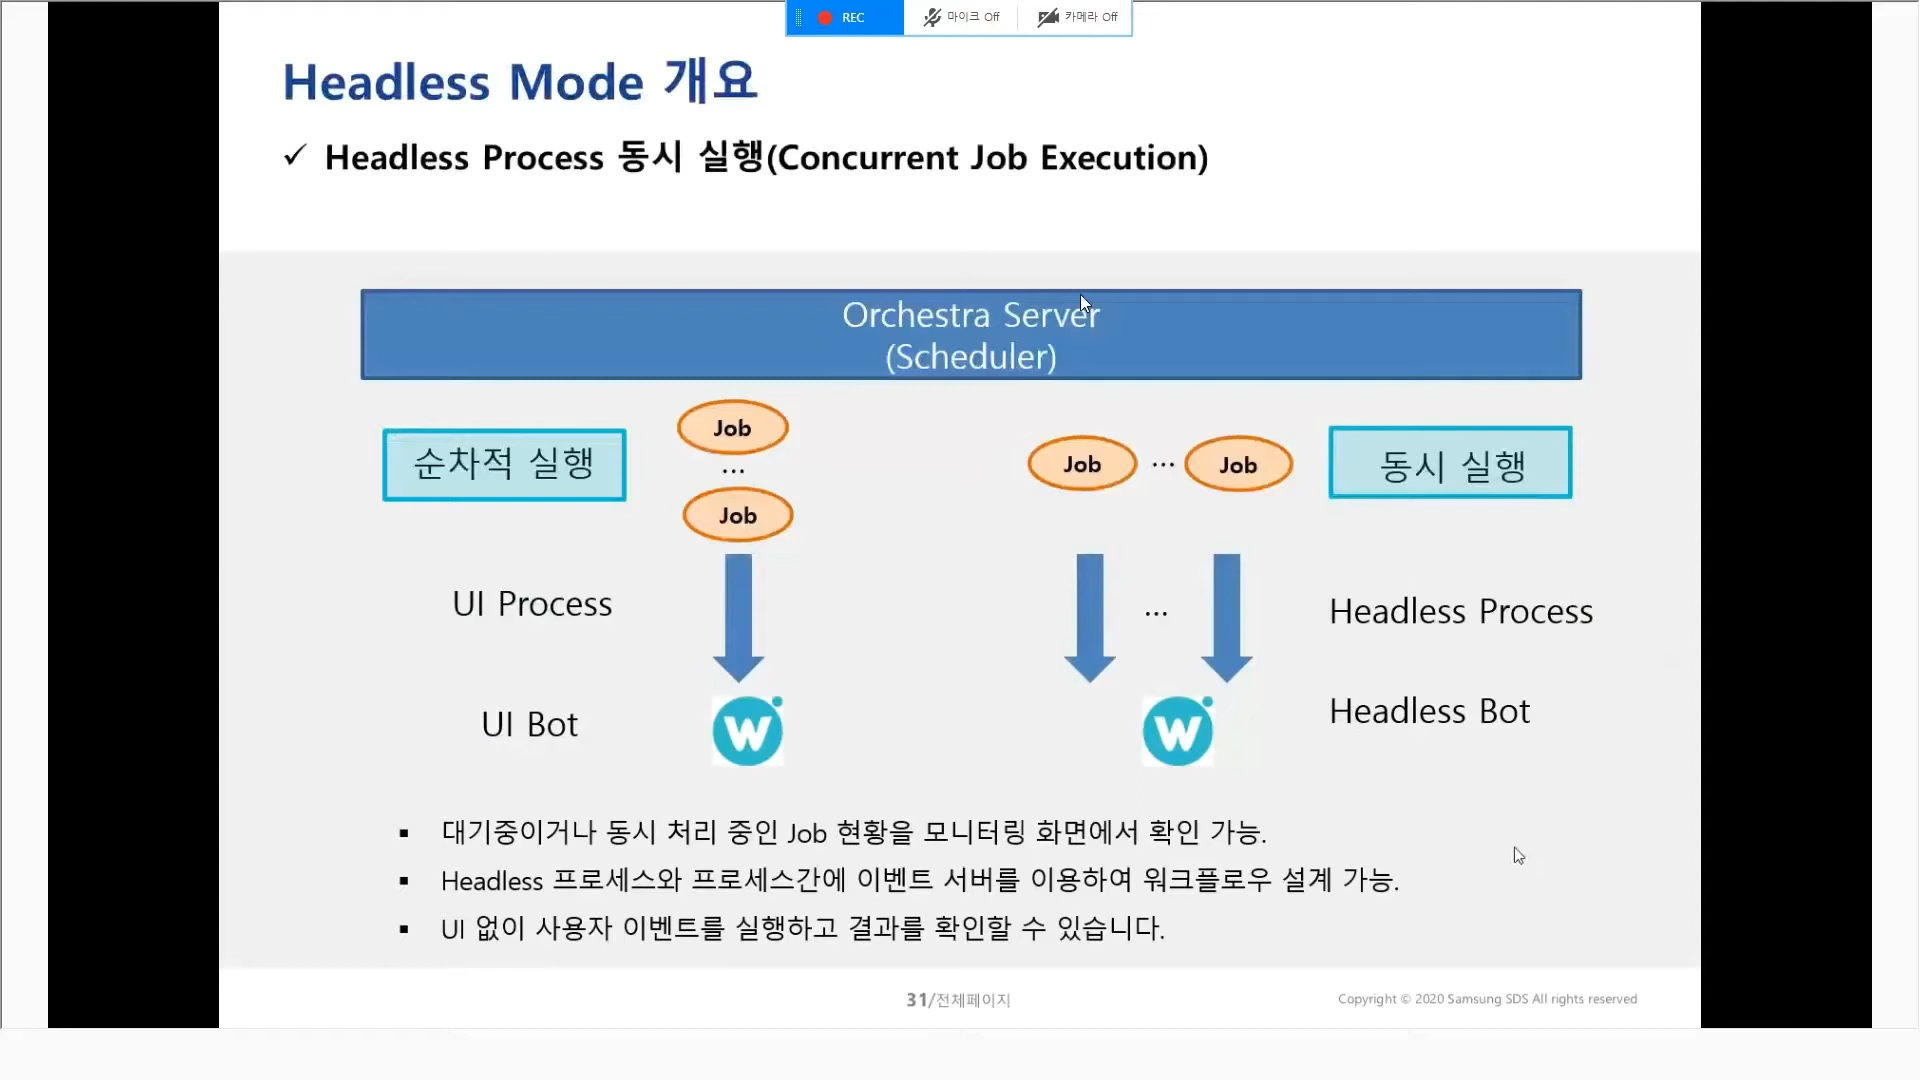 REC
마이크 Off
카메라 Off
Headless Mode 개요
✓ Headless Process 동시 실행(Concurrent Job Execution)
Orchestra Server
(Scheduler)
순차적 실행
Job
...
Job
Job ... Job
동시 실행
UI Process
...
Headless Process
UI Bot
W
W
Headless Bot
▪ 대기중이거나 동시 처리 중인 Job 현황을 모니터링 화면에서 확인 가능.
▪ Headless 프로세스와 프로세스간에 이벤트 서버를 이용하여 워크플로우 설계 가능.
▪ UI 없이 사용자 이벤트를 실행하고 결과를 확인할 수 있습니다.
31/전체페이지
Copyright © 2020 Samsung SDS All rights reserved